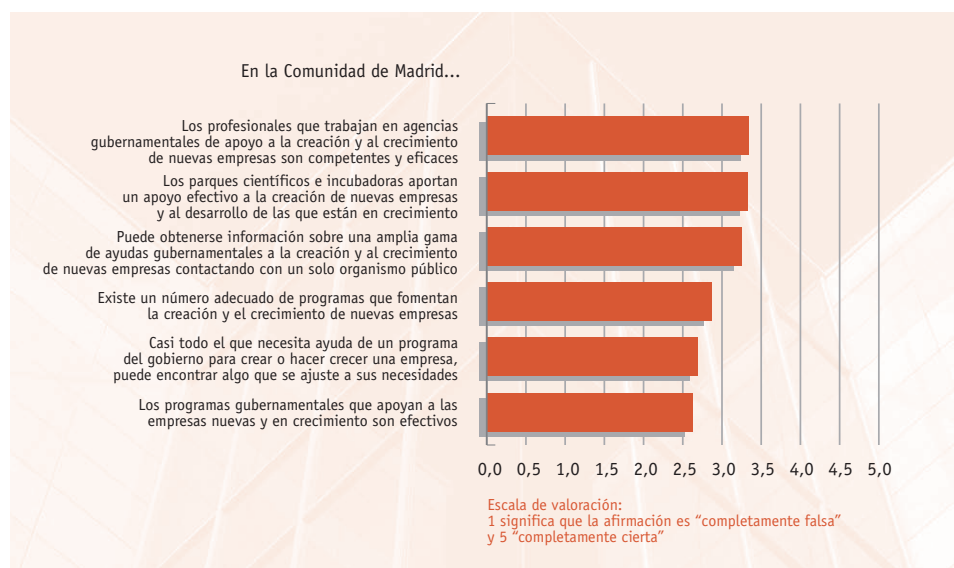 En la Comunidad de Madrid...
Los profesionales que trabajan en agencias
gubernamentales de apoyo a la creación y al crecimiento
de nuevas empresas son competentes y eficaces
Los parques científicos e incubadoras aportan
un apoyo efectivo a la creación de nuevas empresas
y al desarrollo de las que están en crecimiento
Puede obtenerse información sobre una amplia gama
de ayudas gubernamentales a la creación y al crecimiento
de nuevas empresas contactando con un solo organismo público
Existe un número adecuado de programas que fomentan
la creación y el crecimiento de nuevas empresas
Casi todo el que necesita ayuda de un programa
del gobierno para crear o hacer crecer una empresa,
puede encontrar algo que se ajuste a sus necesidades
Los programas gubernamentales que apoyan a las
empresas nuevas y en crecimiento son efectivos
0,0 0,5 1,0 1,5 2,0 2,5 3,0 3,5 4,0 4,5 5,0
Escala de valoración:
1 significa que la afirmación es “completamente falsa”
y 5 “completamente cierta”